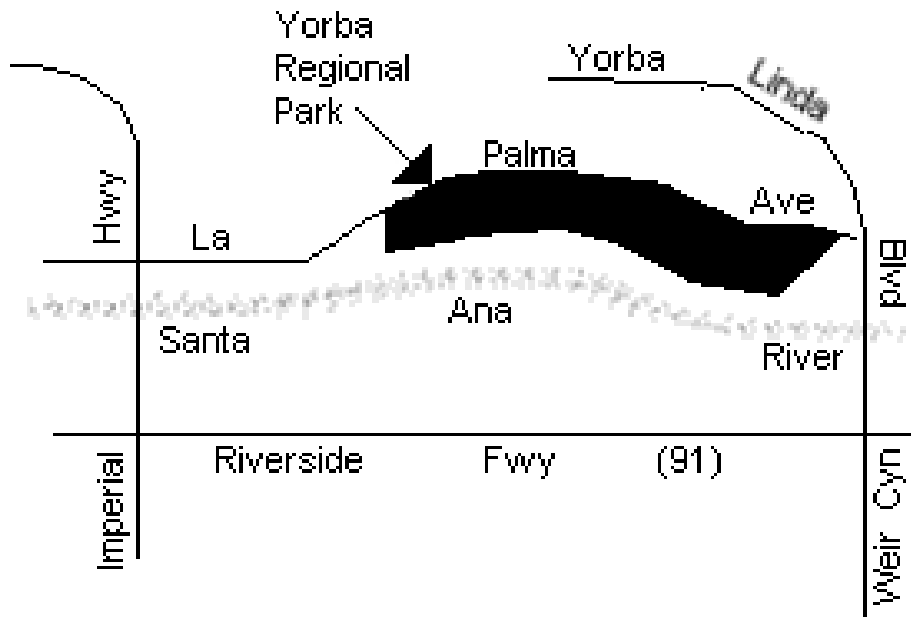 Yorba
Regional
Park
Yorba Linda Blvd
La Palma Ave
Imperial Hwy
Santa Ana River
Riverside Fwy (91)
Weir Cyn